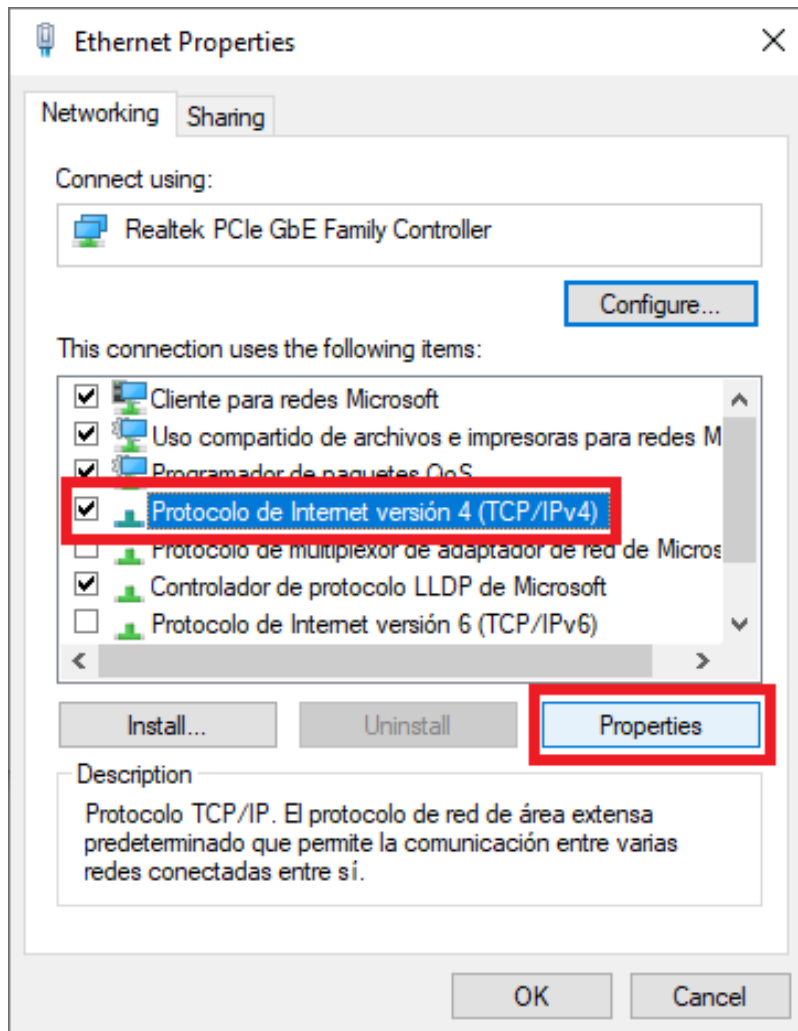 Ethernet Properties
Networking
Sharing
Connect using:
Realtek PCIe GbE Family Controller
Configure...
This connection uses the following items:
Cliente para redes Microsoft
Uso compartido de archivos e impresoras para redes M
Programador de paquetes QoS
Protocolo de Internet versión 4 (TCP/IPv4)
Protocolo de multiplexor de adaptador de red de Micros
Controlador de protocolo LLDP de Microsoft
Protocolo de Internet versión 6 (TCP/IPv6)
Install...
Uninstall
Properties
Description
Protocolo TCP/IP. El protocolo de red de área extensa
predeterminado que permite la comunicación entre varias
redes conectadas entre sí.
OK
Cancel